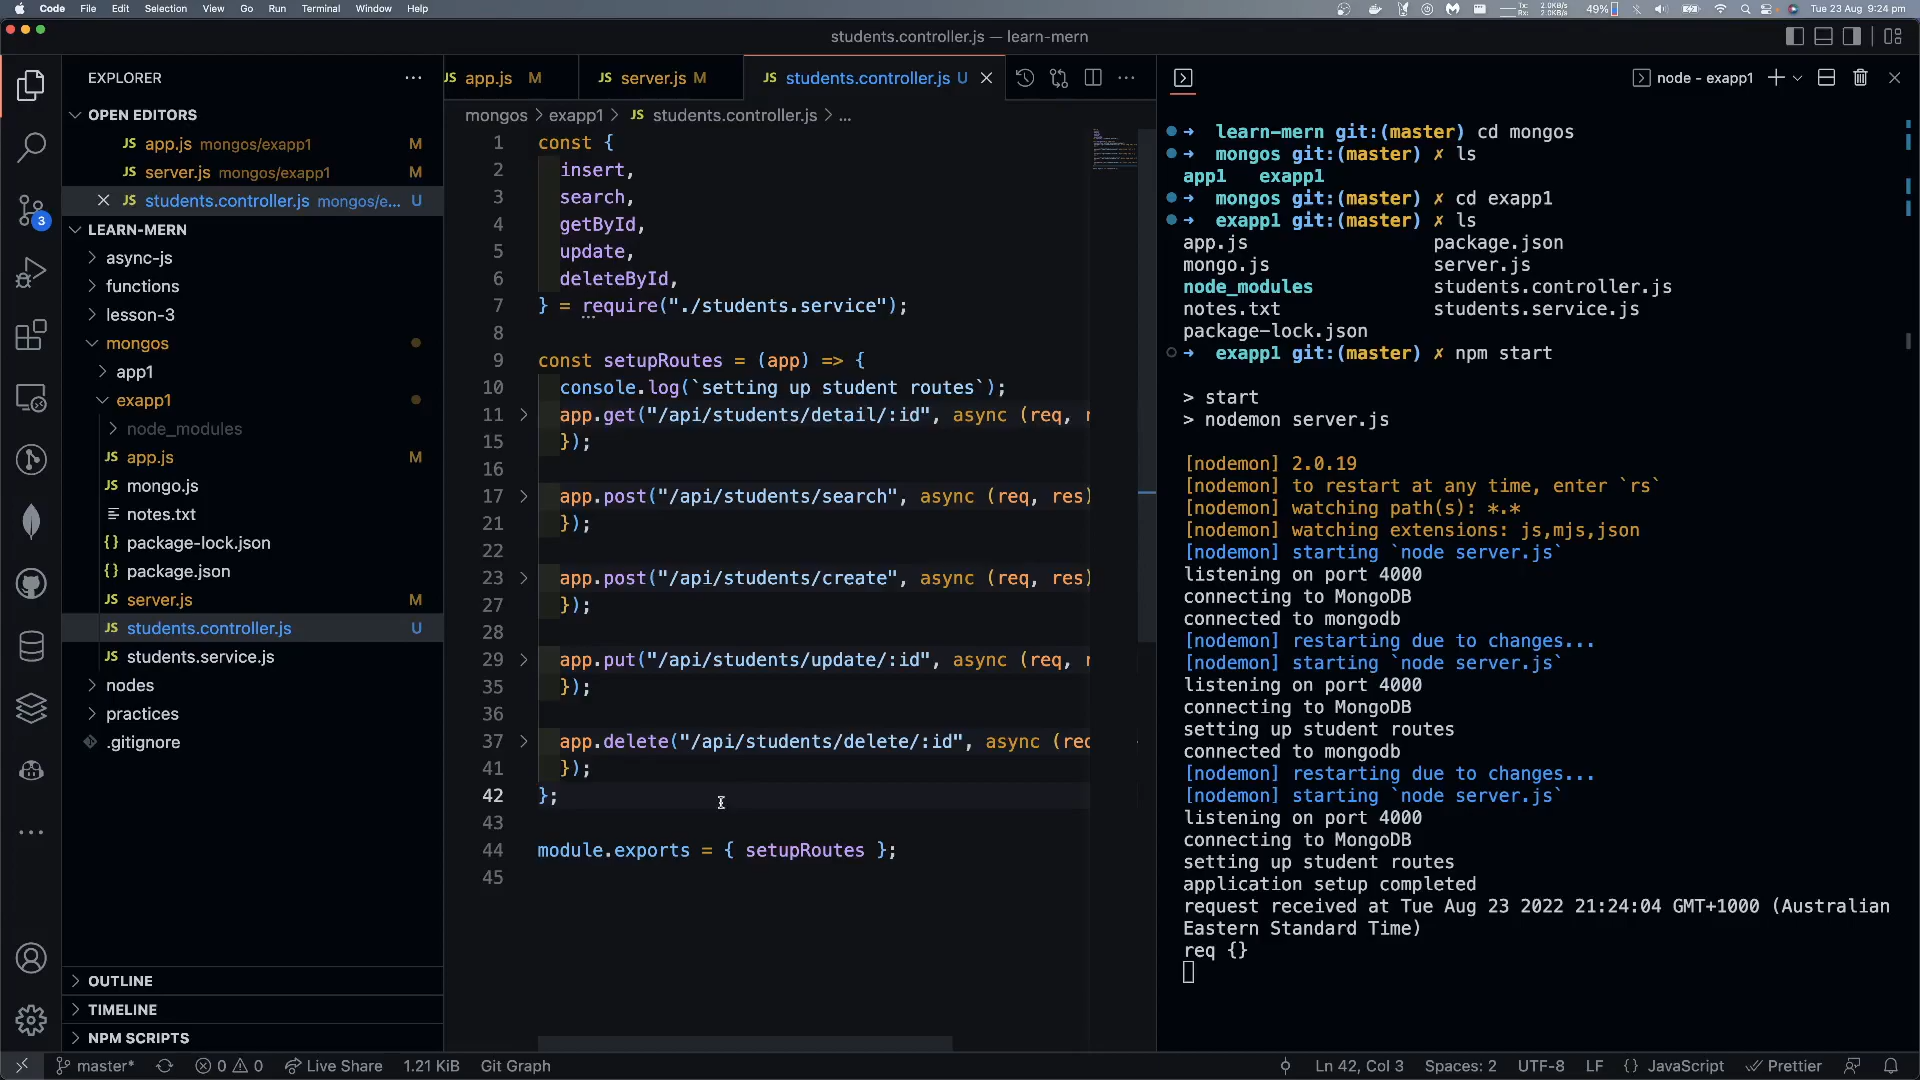 Code File Edit Selection View Go Run Terminal Window Help
49%
Tue 23 Aug 9:24 pm
students.controller.js — learn-mern
EXPLORER
OPEN EDITORS
JS app.js mongos/exapp1 M
JS server.js mongos/exapp1 M
JS students.controller.js mongos/e... U
LEARN-MERN
async-js
functions
lesson-3
mongos
app1
exapp1
node_modules
JS app.js M
JS mongo.js
notes.txt
{} package-lock.json
{} package.json
JS server.js M
JS students.controller.js U
JS students.service.js
nodes
practices
.gitignore
OUTLINE
TIMELINE
NPM SCRIPTS
3
JS app.js M
JS server.js M
JS students.controller.js U
mongos > exapp1 > JS students.controller.js > ...
1 const {
2 insert,
3 search,
4 getById,
5 update,
6 deleteById,
7 } = require("./students.service");
8
9 const setupRoutes = (app) => {
10 console.log(`setting up student routes`);
11 app.get("/api/students/detail/:id", async (req, r
15 });
16
17 app.post("/api/students/search", async (req, res)
21 });
22
23 app.post("/api/students/create", async (req, res)
27 });
28
29 app.put("/api/students/update/:id", async (req, r
35 });
36
37 app.delete("/api/students/delete/:id", async (req
41 });
42 };
43
44 module.exports = { setupRoutes };
45
node - exapp1
➜ learn-mern git:(master) cd mongos
➜ mongos git:(master) ✗ ls
app1 exapp1
➜ mongos git:(master) ✗ cd exapp1
➜ exapp1 git:(master) ✗ ls
app.js package.json
mongo.js server.js
node_modules students.controller.js
notes.txt students.service.js
package-lock.json
➜ exapp1 git:(master) ✗ npm start
> start
> nodemon server.js
[nodemon] 2.0.19
[nodemon] to restart at any time, enter `rs`
[nodemon] watching path(s): *.*
[nodemon] watching extensions: js,mjs,json
[nodemon] starting `node server.js`
listening on port 4000
connecting to MongoDB
connected to mongodb
[nodemon] restarting due to changes...
[nodemon] starting `node server.js`
listening on port 4000
connecting to MongoDB
setting up student routes
connected to mongodb
[nodemon] restarting due to changes...
[nodemon] starting `node server.js`
listening on port 4000
connecting to MongoDB
setting up student routes
application setup completed
request received at Tue Aug 23 2022 21:24:04 GMT+1000 (Australian
Eastern Standard Time)
req {}
master* 0 0 Live Share 1.21 KiB Git Graph
Ln 42, Col 3 Spaces: 2 UTF-8 LF {} JavaScript Prettier